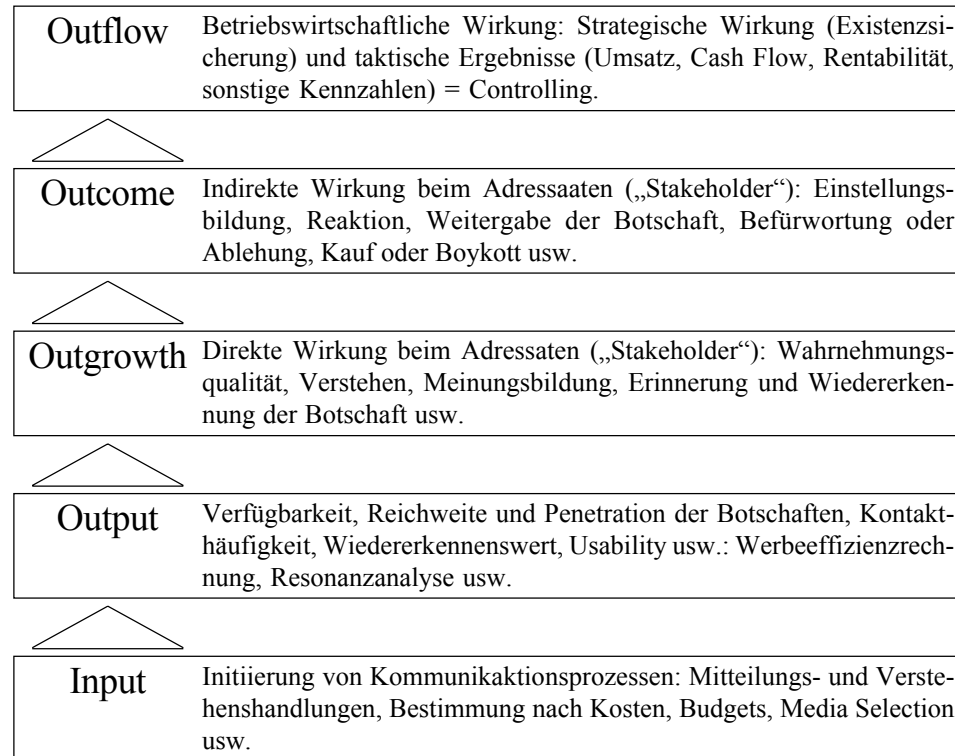 Outflow Betriebswirtschaftliche Wirkung: Strategische Wirkung (Existenzsi-
cherung) und taktische Ergebnisse (Umsatz, Cash Flow, Rentabilität,
sonstige Kennzahlen) = Controlling.
Outcome Indirekte Wirkung beim Adressaaten („Stakeholder“): Einstellungs-
bildung, Reaktion, Weitergabe der Botschaft, Befürwortung oder
Ablehung, Kauf oder Boykott usw.
Outgrowth Direkte Wirkung beim Adressaten („Stakeholder“): Wahrnehmungs-
qualität, Verstehen, Meinungsbildung, Erinnerung und Wiedererken-
nung der Botschaft usw.
Output Verfügbarkeit, Reichweite und Penetration der Botschaften, Kontakt-
häufigkeit, Wiedererkennenswert, Usability usw.: Werbeeffizienzrech-
nung, Resonanzanalyse usw.
Input Initiierung von Kommunikaktionsprozessen: Mitteilungs- und Verste-
henshandlungen, Bestimmung nach Kosten, Budgets, Media Selection
usw.